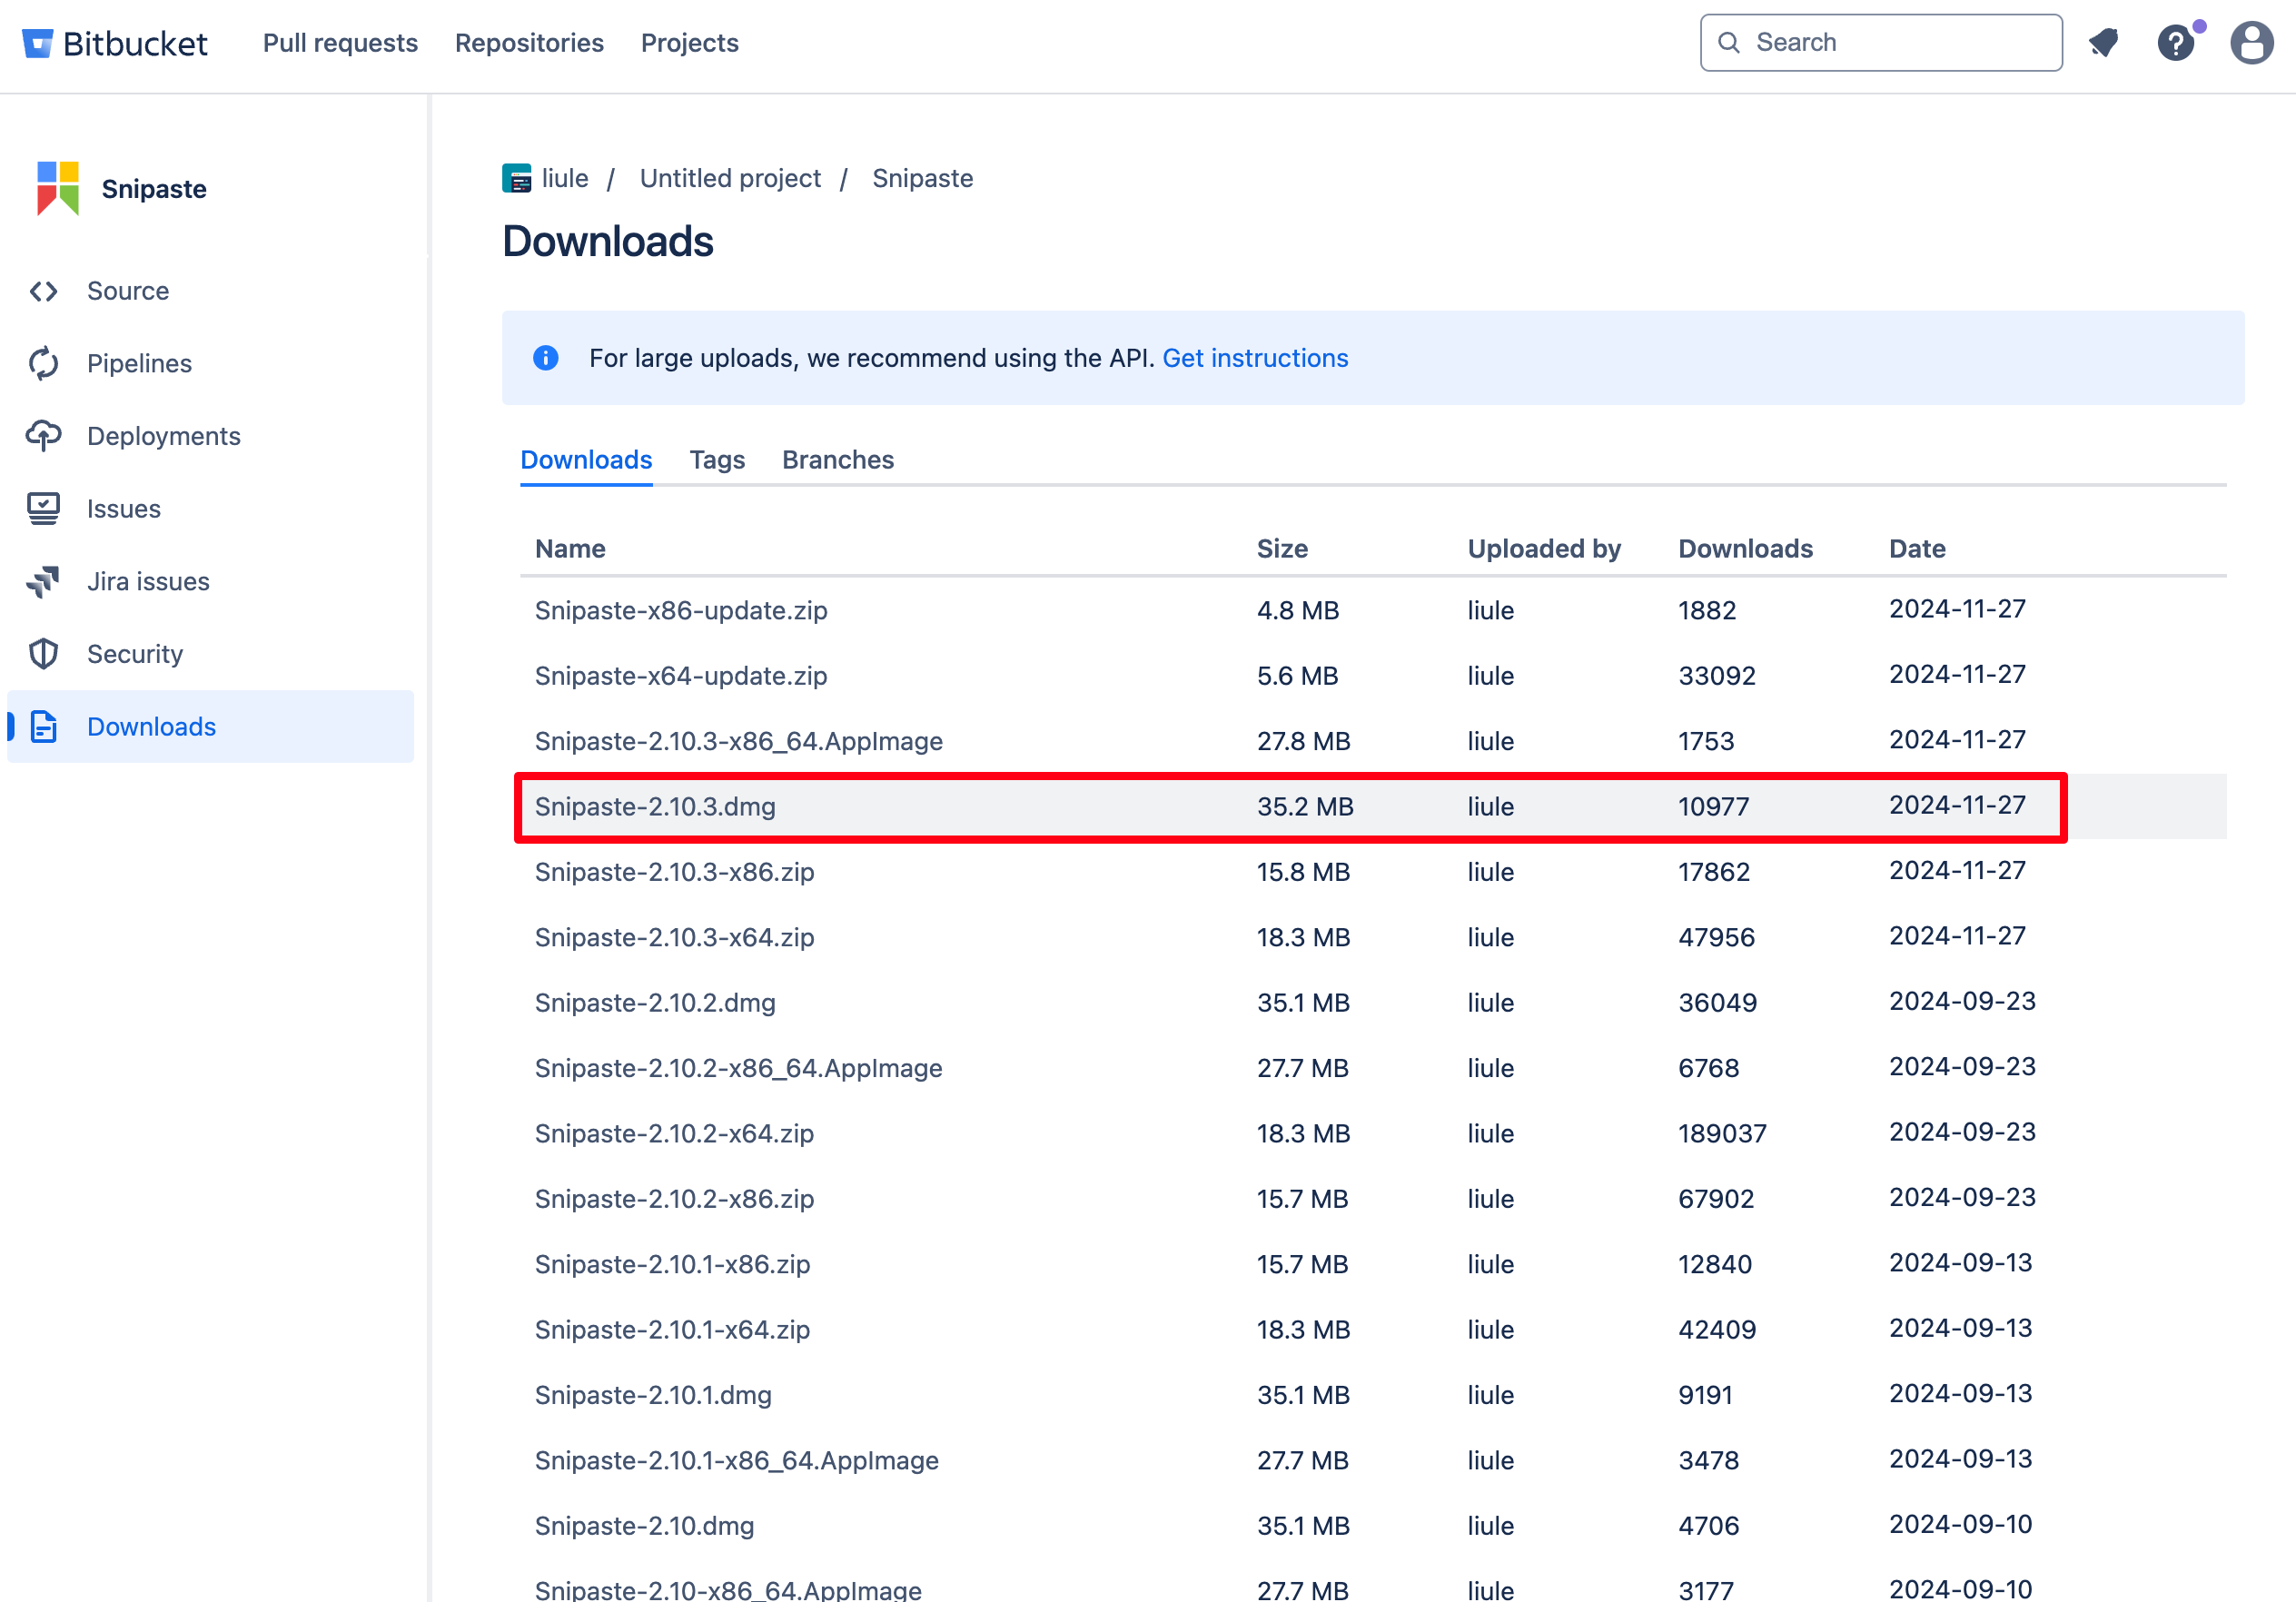 Bitbucket Pull requests Repositories Projects Search
Snipaste
Source
Pipelines
Deployments
Issues
Jira issues
Security
Downloads
liule / Untitled project / Snipaste
Downloads
For large uploads, we recommend using the API. Get instructions
Downloads Tags Branches
Name Size Uploaded by Downloads Date
Snipaste-x86-update.zip 4.8 MB liule 1882 2024-11-27
Snipaste-x64-update.zip 5.6 MB liule 33092 2024-11-27
Snipaste-2.10.3-x86_64.AppImage 27.8 MB liule 1753 2024-11-27
Snipaste-2.10.3.dmg 35.2 MB liule 10977 2024-11-27
Snipaste-2.10.3-x86.zip 15.8 MB liule 17862 2024-11-27
Snipaste-2.10.3-x64.zip 18.3 MB liule 47956 2024-11-27
Snipaste-2.10.2.dmg 35.1 MB liule 36049 2024-09-23
Snipaste-2.10.2-x86_64.AppImage 27.7 MB liule 6768 2024-09-23
Snipaste-2.10.2-x64.zip 18.3 MB liule 189037 2024-09-23
Snipaste-2.10.2-x86.zip 15.7 MB liule 67902 2024-09-23
Snipaste-2.10.1-x86.zip 15.7 MB liule 12840 2024-09-13
Snipaste-2.10.1-x64.zip 18.3 MB liule 42409 2024-09-13
Snipaste-2.10.1.dmg 35.1 MB liule 9191 2024-09-13
Snipaste-2.10.1-x86_64.AppImage 27.7 MB liule 3478 2024-09-13
Snipaste-2.10.dmg 35.1 MB liule 4706 2024-09-10
Snipaste-2.10-x86_64.AppImage 27.7 MB liule 3177 2024-09-10